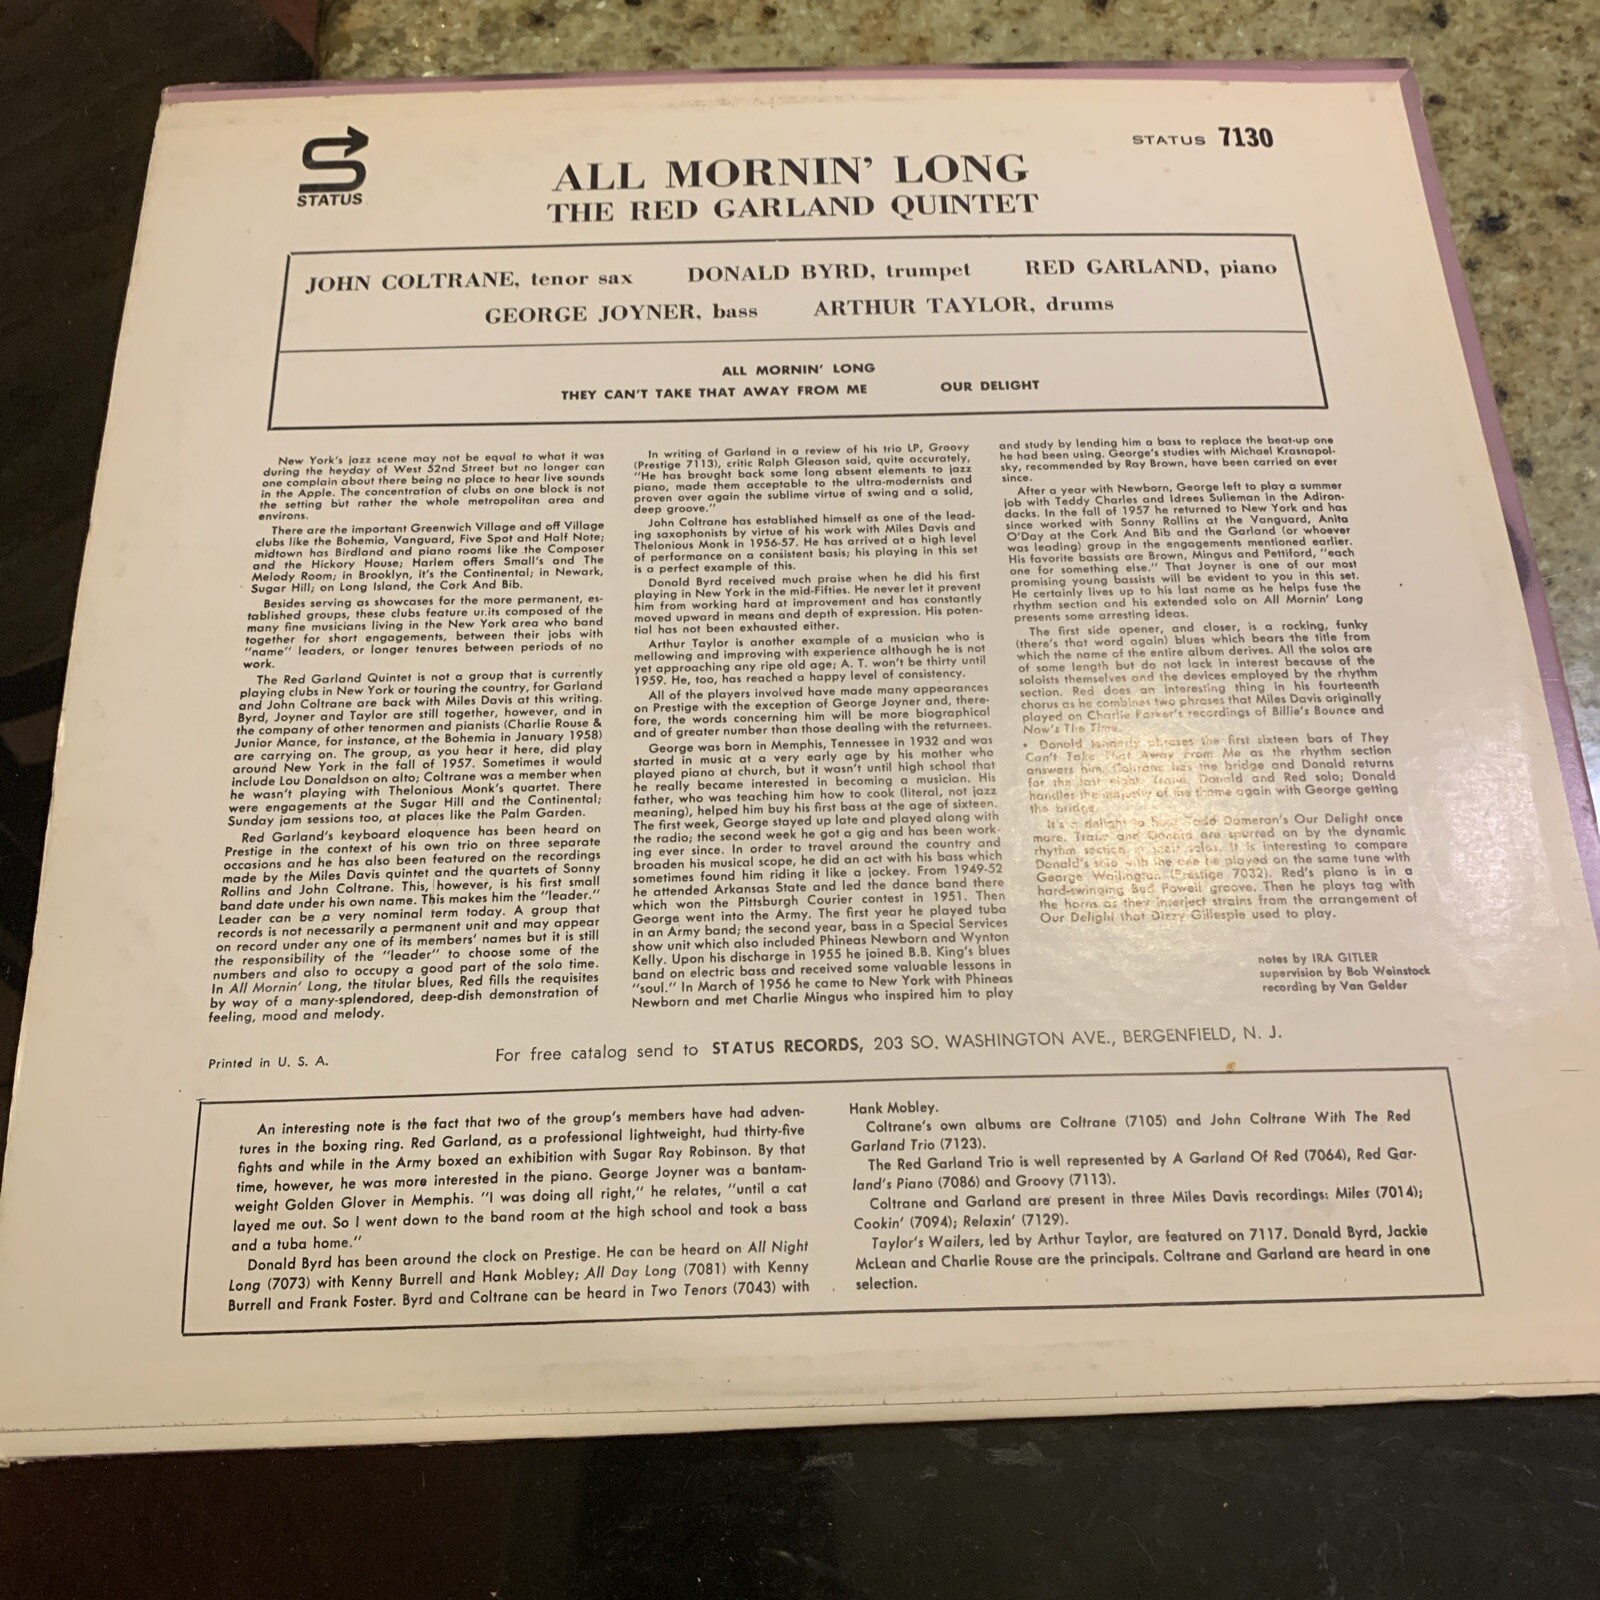 STATUS
STATUS 7130
ALL MORNIN' LONG
THE RED GARLAND QUINTET
JOHN COLTRANE, tenor sax DONALD BYRD, trumpet RED GARLAND, piano
GEORGE JOYNER, bass ARTHUR TAYLOR, drums
ALL MORNIN' LONG
THEY CAN'T TAKE THAT AWAY FROM ME OUR DELIGHT
New York's jazz scene may not be equal to what it was
during the heyday of West 52nd Street but no longer can
one complain about there being no place to hear live sounds
in the Apple. The concentration of clubs on one block is not
the setting but rather the whole metropolitan area and
environs.
There are the important Greenwich Village and off Village
clubs like the Bohemia, Vanguard, Five Spot and Half Note;
midtown has Birdland and piano rooms like the Composer
and the Hickory House; Harlem offers Small's and The
Melody Room; in Brooklyn, it's the Continental; in Newark,
Sugar Hill; on Long Island, the Cork And Bib.
Besides serving as showcases for the more permanent, es-
tablished groups, these clubs feature units composed of the
many fine musicians living in the New York area who band
together for short engagements, between their jobs with
"name" leaders, or longer tenures between periods of no
work.
The Red Garland Quintet is not a group that is currently
playing clubs in New York or touring the country, for Garland
and John Coltrane are back with Miles Davis at this writing.
Byrd, Joyner and Taylor are still together, however, and in
the company of other tenormen and pianists (Charlie Rouse &
Junior Mance, for instance, at the Bohemia in January 1958)
are carrying on. The group, as you hear it here, did play
around New York in the fall of 1957. Sometimes it would
include Lou Donaldson on alto; Coltrane was a member when
he wasn't playing with Thelonious Monk's quartet. There
were engagements at the Sugar Hill and the Continental;
Sunday jam sessions too, at places like the Palm Garden.
Red Garland's keyboard eloquence has been heard on
Prestige in the context of his own trio on three separate
occasions and he has also been featured on the recordings
made by the Miles Davis quintet and the quartets of Sonny
Rollins and John Coltrane. This, however, is his first small
band date under his own name. This makes him the "leader."
Leader can be a very nominal term today. A group that
records is not necessarily a permanent unit and may appear
on record under any one of its members' names but it is still
the responsibility of the "leader" to choose some of the
numbers and also to occupy a good part of the solo time.
In All Mornin' Long, the titular blues, Red fills the requisites
by way of a many-splendored, deep-dish demonstration of
feeling, mood and melody.
In writing of Garland in a review of his trio LP, Groovy
(Prestige 7113), critic Ralph Gleason said, quite accurately,
"He has brought back some long absent elements to jazz
piano, made them acceptable to the ultra-modernists and
proven over again the sublime virtue of swing and a solid,
deep groove."
John Coltrane has established himself as one of the lead-
ing saxophonists by virtue of his work with Miles Davis and
Thelonious Monk in 1956-57. He has arrived at a high level
of performance on a consistent basis; his playing in this set
is a perfect example of this.
Donald Byrd received much praise when he did his first
playing in New York in the mid-Fifties. He never let it prevent
him from working hard at improvement and has constantly
moved upward in means and depth of expression. His poten-
tial has not been exhausted either.
Arthur Taylor is another example of a musician who is
mellowing and improving with experience although he is not
yet approaching any ripe old age; A. T. won't be thirty until
1959. He, too, has reached a happy level of consistency.
All of the players involved have made many appearances
on Prestige with the exception of George Joyner and, there-
fore, the words concerning him will be more biographical
and of greater number than those dealing with the returnees.
George was born in Memphis, Tennessee in 1932 and was
started in music at a very early age by his mother who
played piano at church, but it wasn't until high school that
he really became interested in becoming a musician. His
father, who was teaching him how to cook (literal, not jazz
meaning), helped him buy his first bass at the age of sixteen.
The first week, George stayed up late and played along with
the radio; the second week he got a gig and has been work-
ing ever since. In order to travel around the country and
broaden his musical scope, he did an act with his bass which
sometimes found him riding it like a jockey. From 1949-52
he attended Arkansas State and led the dance band there
which won the Pittsburgh Courier contest in 1951. Then
George went into the Army. The first year he played tuba
in an Army band; the second year, bass in a Special Services
show unit which also included Phineas Newborn and Wynton
Kelly. Upon his discharge in 1955 he joined B.B. King's blues
band on electric bass and received some valuable lessons in
"soul." In March of 1956 he came to New York with Phineas
Newborn and met Charlie Mingus who inspired him to play
and study by lending him a bass to replace the beat-up one
he had been using. George's studies with Michael Krasnapol-
sky, recommended by Ray Brown, have been carried on ever
since.
After a year with Newborn, George left to play a summer
job with Teddy Charles and Idrees Sulieman in the Adiron-
dacks. In the fall of 1957 he returned to New York and has
since worked with Sonny Rollins at the Vanguard, Anita
O'Day at the Cork And Bib and the Garland (or whoever
was leading) group in the engagements mentioned earlier.
His favorite bassists are Brown, Mingus and Pettiford, "each
one for something else." That Joyner is one of our most
promising young bassists will be evident to you in this set.
He certainly lives up to his last name as he helps fuse the
rhythm section and his extended solo on All Mornin' Long
presents some arresting ideas.
The first side opener, and closer, is a rocking, funky
(there's that word again) blues which bears the title from
which the name of the entire album derives. All the solos are
of some length but do not lack in interest because of the
soloists themselves and the devices employed by the rhythm
section. Red does an interesting thing in his fourteenth
chorus as he combines two phrases that Miles Davis originally
played on Charlie Parker's recordings of Billie's Bounce and
Now's The Time.
Donald phrases the first sixteen bars of They
Can't Take That Away From Me as the rhythm section
answers him. Coltrane has the bridge and Donald returns
for the last eight. Trane, Donald and Red solo; Donald
handles the majority of the theme again with George getting
the bridge.
It's a delight to hear Tadd Dameron's Our Delight once
more. Trane and Donald are spurred on by the dynamic
rhythm section in their solos. It is interesting to compare
Donald's solo with the one he played on the same tune with
George Wallington (Prestige 7032). Red's piano is in a
hard-swinging Bud Powell groove. Then he plays tag with
the horns as they interject strains from the arrangement of
Our Delight that Dizzy Gillespie used to play.
notes by IRA GITLER
supervision by Bob Weinstock
recording by Van Gelder
Printed in U. S. A.
For free catalog send to STATUS RECORDS, 203 SO. WASHINGTON AVE., BERGENFIELD, N. J.
An interesting note is the fact that two of the group's members have had adven-
tures in the boxing ring. Red Garland, as a professional lightweight, had thirty-five
fights and while in the Army boxed an exhibition with Sugar Ray Robinson. By that
time, however, he was more interested in the piano. George Joyner was a bantam-
weight Golden Glover in Memphis. "I was doing all right," he relates, "until a cat
layed me out. So I went down to the band room at the high school and took a bass
and a tuba home."
Donald Byrd has been around the clock on Prestige. He can be heard on All Night
Long (7073) with Kenny Burrell and Hank Mobley; All Day Long (7081) with Kenny
Burrell and Frank Foster. Byrd and Coltrane can be heard in Two Tenors (7043) with
Hank Mobley.
Coltrane's own albums are Coltrane (7105) and John Coltrane With The Red
Garland Trio (7123).
The Red Garland Trio is well represented by A Garland Of Red (7064), Red Gar-
land's Piano (7086) and Groovy (7113).
Coltrane and Garland are present in three Miles Davis recordings: Miles (7014);
Cookin' (7094); Relaxin' (7129).
Taylor's Wailers, led by Arthur Taylor, are featured on 7117. Donald Byrd, Jackie
McLean and Charlie Rouse are the principals. Coltrane and Garland are heard in one
selection.